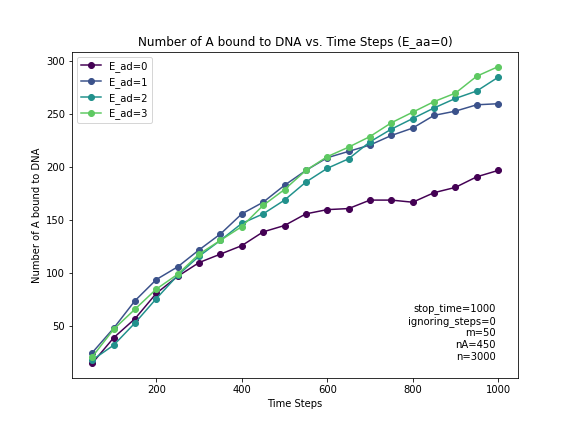 Number of A bound to DNA vs. Time Steps (E_aa=0)
300
250
200
150
100
50
Number of A bound to DNA
E_ad=0
E_ad=1
E_ad=2
E_ad=3
stop_time=1000
ignoring_steps=0
m=50
nA=450
n=3000
200 400 600 800 1000
Time Steps